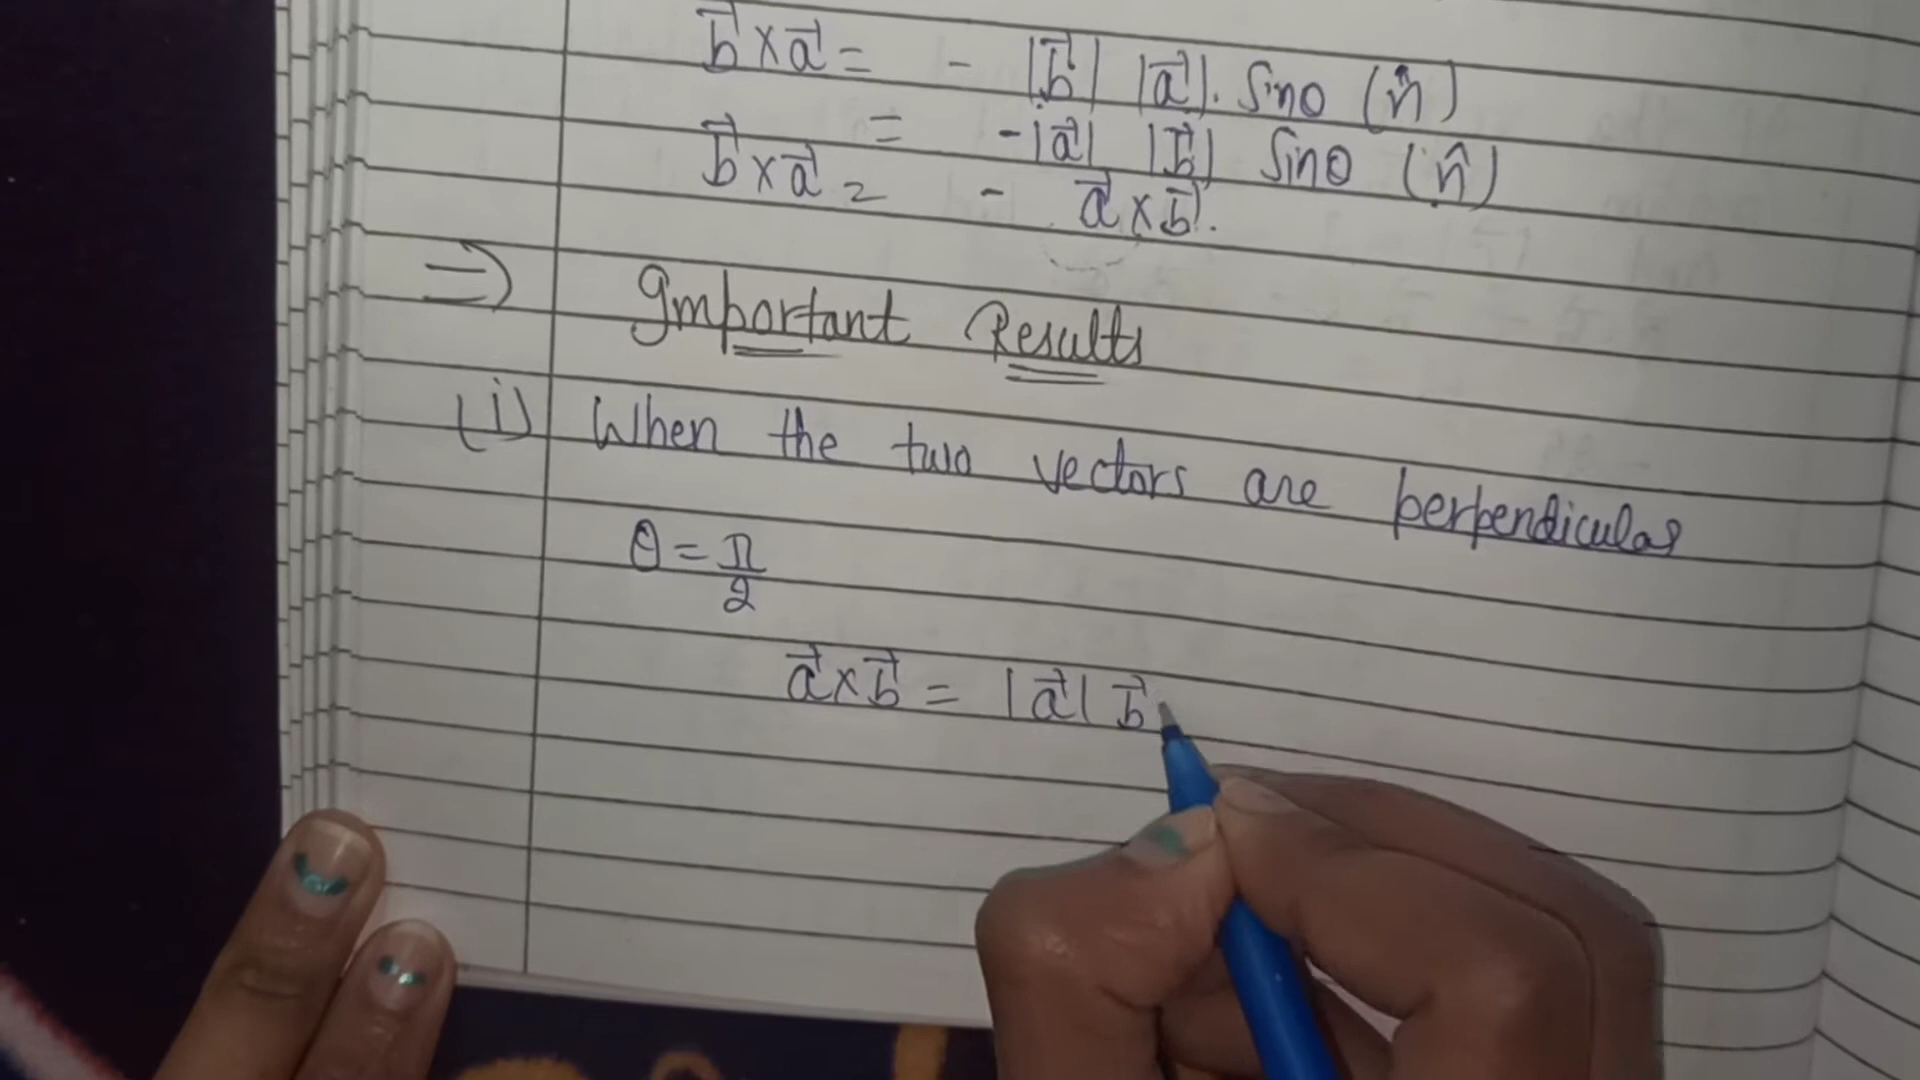 b⃗ × a⃗ = - |b⃗| |a⃗|. Sinθ (n̂)
= -|a⃗| |b⃗| Sinθ (n̂)
b⃗ × a⃗ = - a⃗ × b⃗.
⇒ Important Results
(i) When the two vectors are perpendicular
θ = π/2
a⃗ × b⃗ = |a⃗| b⃗